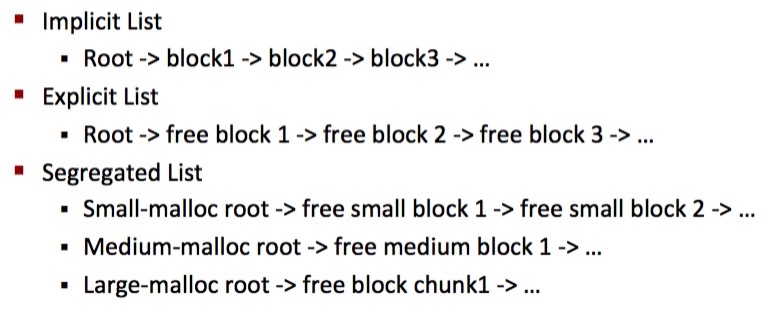 Implicit List
Root -> block1 -> block2 -> block3 -> ...
Explicit List
Root -> free block 1 -> free block 2 -> free block 3 -> ...
Segregated List
Small-malloc root -> free small block 1 -> free small block 2 -> ...
Medium-malloc root -> free medium block 1 -> ...
Large-malloc root -> free block chunk1 -> ...